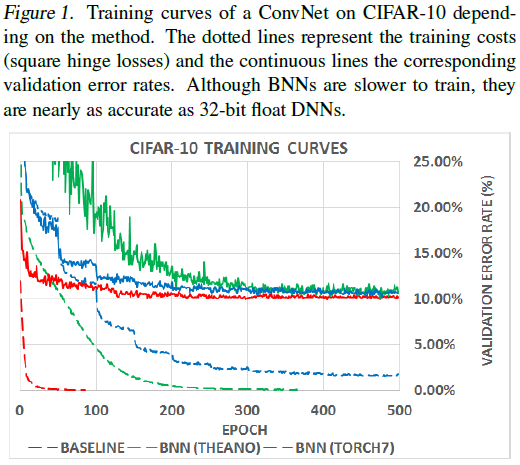 Figure 1. Training curves of a ConvNet on CIFAR-10 depend-
ing on the method. The dotted lines represent the training costs
(square hinge losses) and the continuous lines the corresponding
validation error rates. Although BNNs are slower to train, they
are nearly as accurate as 32-bit float DNNs.
CIFAR-10 TRAINING CURVES
25.00%
20.00%
15.00%
10.00%
5.00%
0.00%
VALIDATION ERROR RATE (%)
0 100 200 300 400 500
EPOCH
BASELINE BNN (THEANO) BNN (TORCH7)